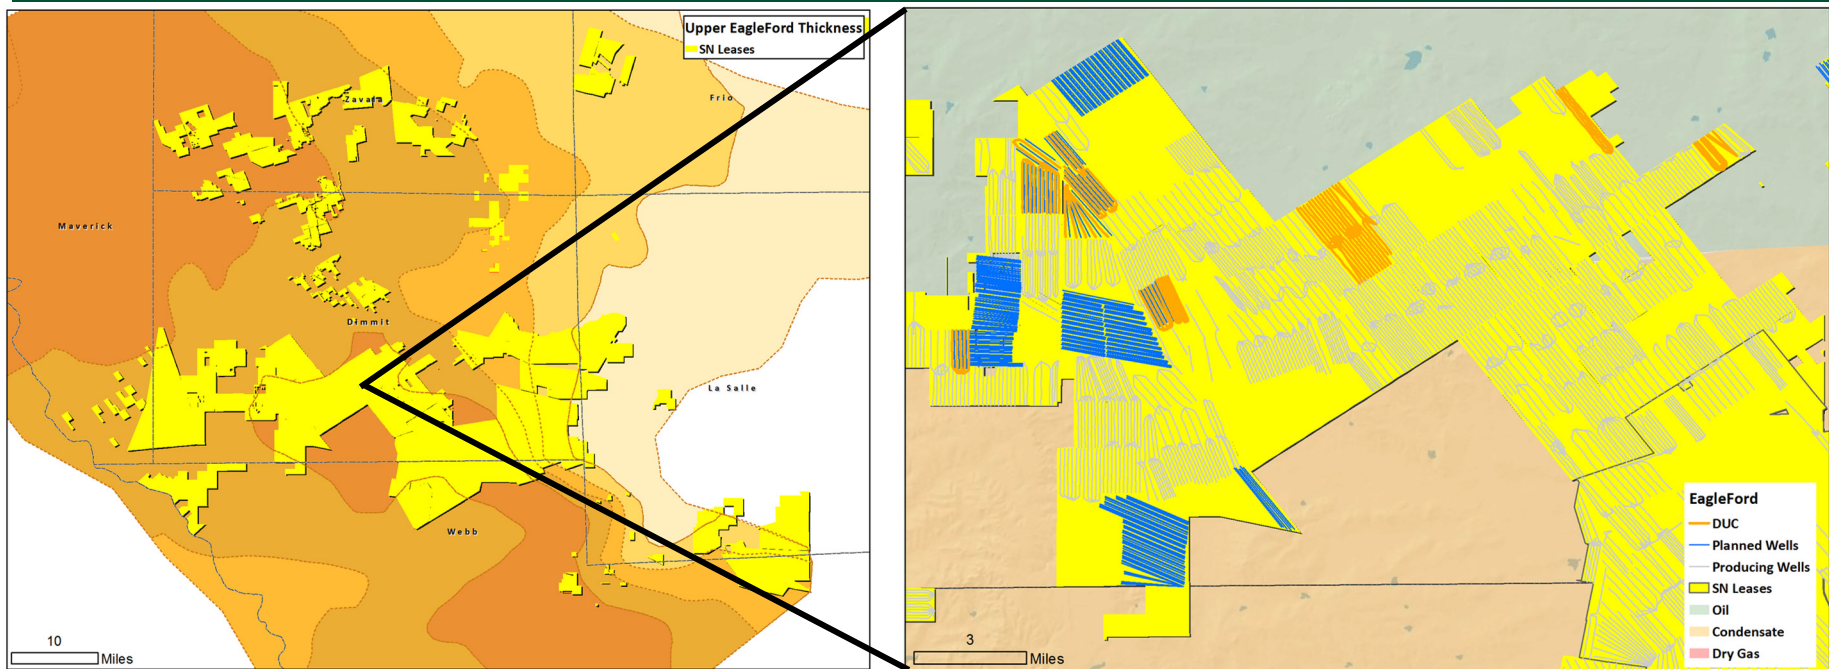 Upper EagleFord Thickness
SN Leases
Zavala
Frio
Maverick
Dimmit
La Salle
Webb
10
Miles
EagleFord
DUC
Planned Wells
Producing Wells
SN Leases
Oil
Condensate
Dry Gas
3
Miles